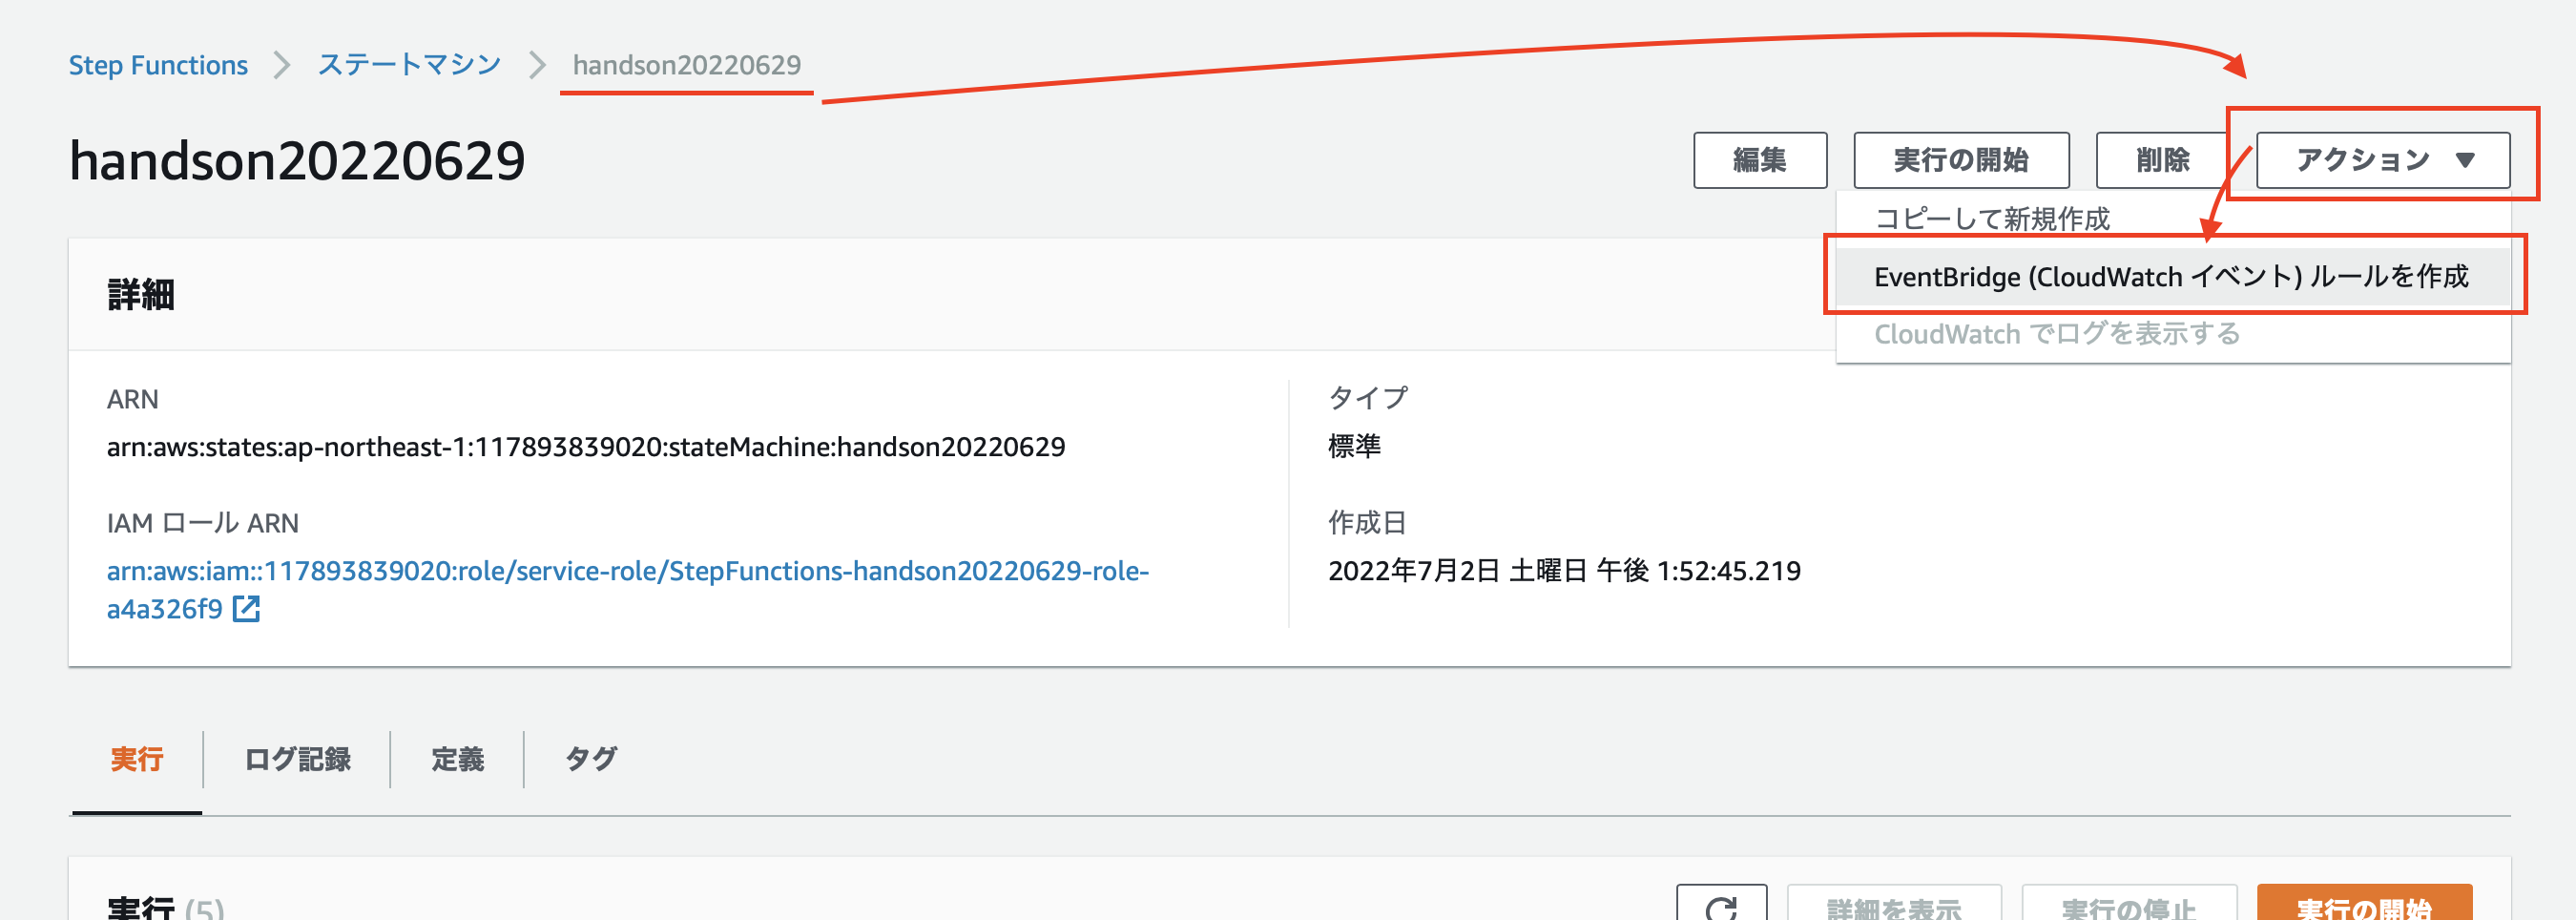 Step Functions > ステートマシン > handson20220629
handson20220629
編集 実行の開始 削除 アクション ▼
コピーして新規作成
EventBridge (CloudWatch イベント) ルールを作成
CloudWatch でログを表示する
詳細
ARN
arn:aws:states:ap-northeast-1:117893839020:stateMachine:handson20220629
IAM ロール ARN
arn:aws:iam::117893839020:role/service-role/StepFunctions-handson20220629-role-
a4a326f9
タイプ
標準
作成日
2022年7月2日 土曜日 午後 1:52:45.219
実行 ログ記録 定義 タグ
実行 (5)
詳細を表示 実行の停止 実行の開始